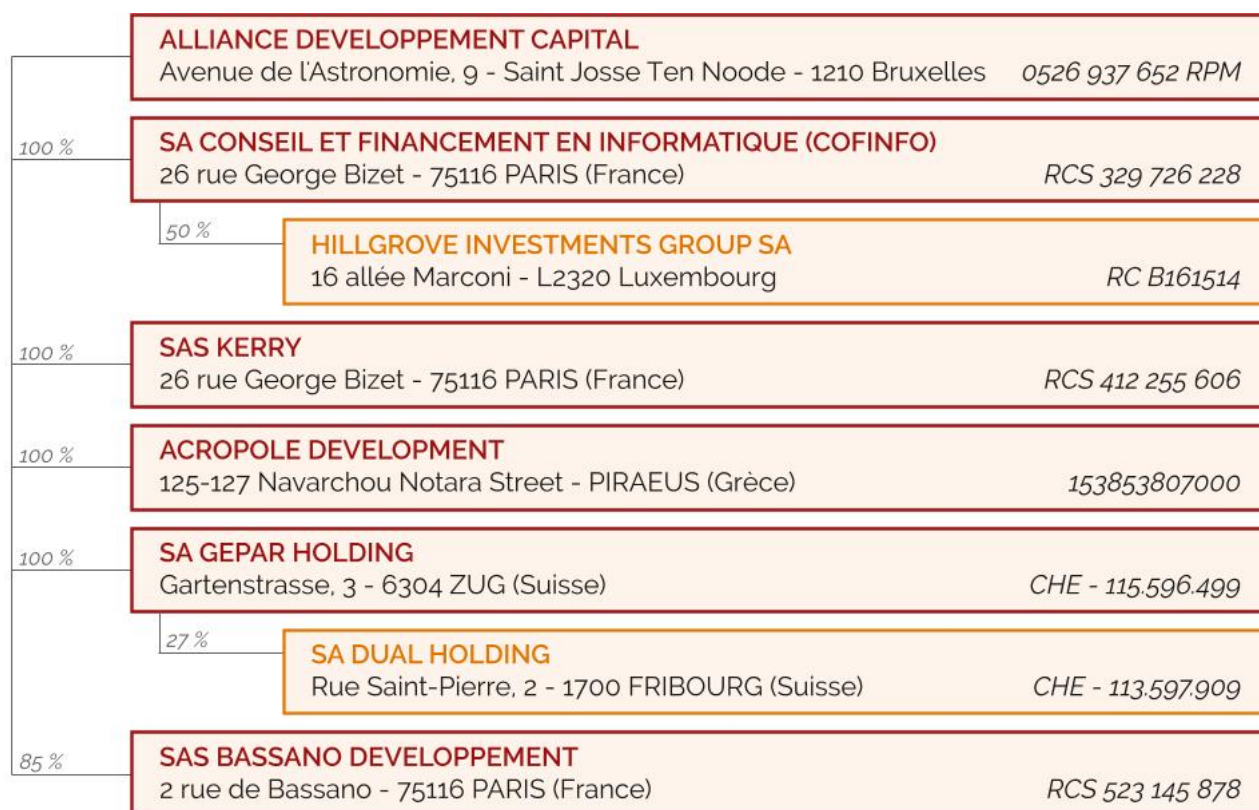 ALLIANCE DEVELOPPEMENT CAPITAL
Avenue de l'Astronomie, 9 - Saint Josse Ten Noode - 1210 Bruxelles 0526 937 652 RPM
100 %
SA CONSEIL ET FINANCEMENT EN INFORMATIQUE (COFINFO)
26 rue George Bizet - 75116 PARIS (France) RCS 329 726 228
50 %
HILLGROVE INVESTMENTS GROUP SA
16 allée Marconi - L2320 Luxembourg RC B161514
100 %
SAS KERRY
26 rue George Bizet - 75116 PARIS (France) RCS 412 255 606
100 %
ACROPOLE DEVELOPMENT
125-127 Navarchou Notara Street - PIRAEUS (Grèce) 153853807000
100 %
SA GEPAR HOLDING
Gartenstrasse, 3 - 6304 ZUG (Suisse) CHE - 115.596.499
27 %
SA DUAL HOLDING
Rue Saint-Pierre, 2 - 1700 FRIBOURG (Suisse) CHE - 113.597.909
85 %
SAS BASSANO DEVELOPPEMENT
2 rue de Bassano - 75116 PARIS (France) RCS 523 145 878